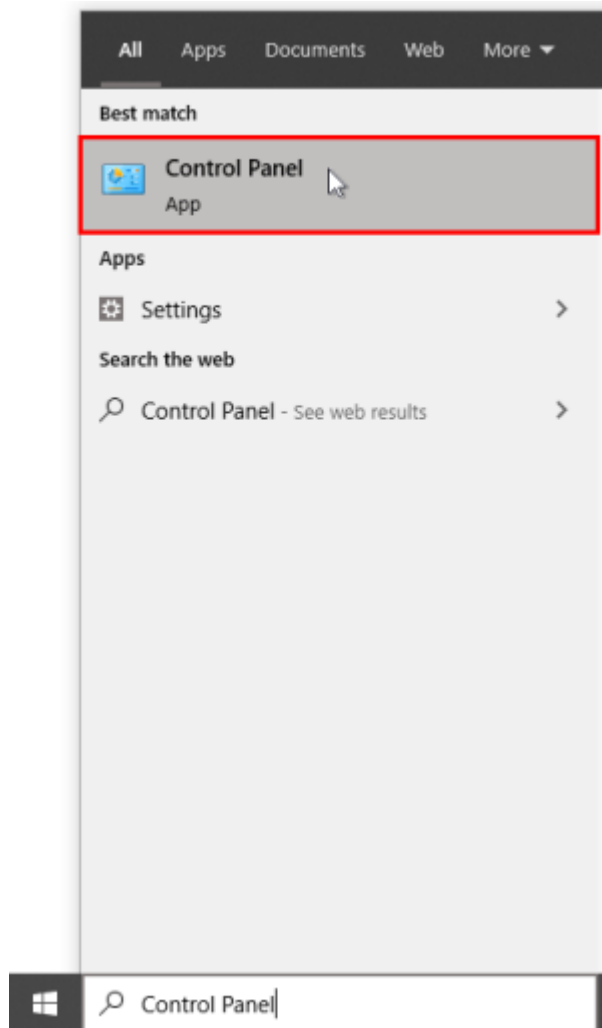 All Apps Documents Web More
Best match
Control Panel
App
Apps
Settings
Search the web
Control Panel - See web results
Control Panel